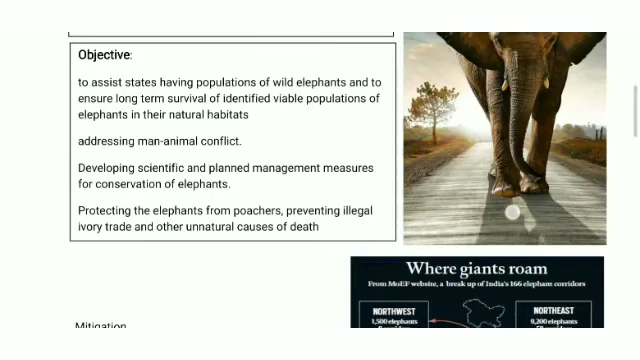 Objective:
to assist states having populations of wild elephants and to
ensure long term survival of identified viable populations of
elephants in their natural habitats
addressing man-animal conflict.
Developing scientific and planned management measures
for conservation of elephants.
Protecting the elephants from poachers, preventing illegal
ivory trade and other unnatural causes of death
Where giants roam
From MoEF website, a break up of India's 166 elephant corridors
NORTHWEST
1,500 elephants
NORTHEAST
9,200 elephants
Mitigation